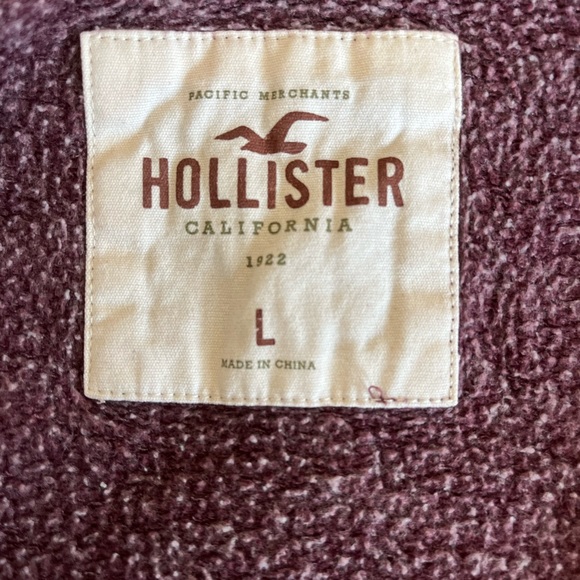 PACIFIC MERCHANTS
HOLLISTER
CALIFORNIA
1922
L
MADE IN CHINA